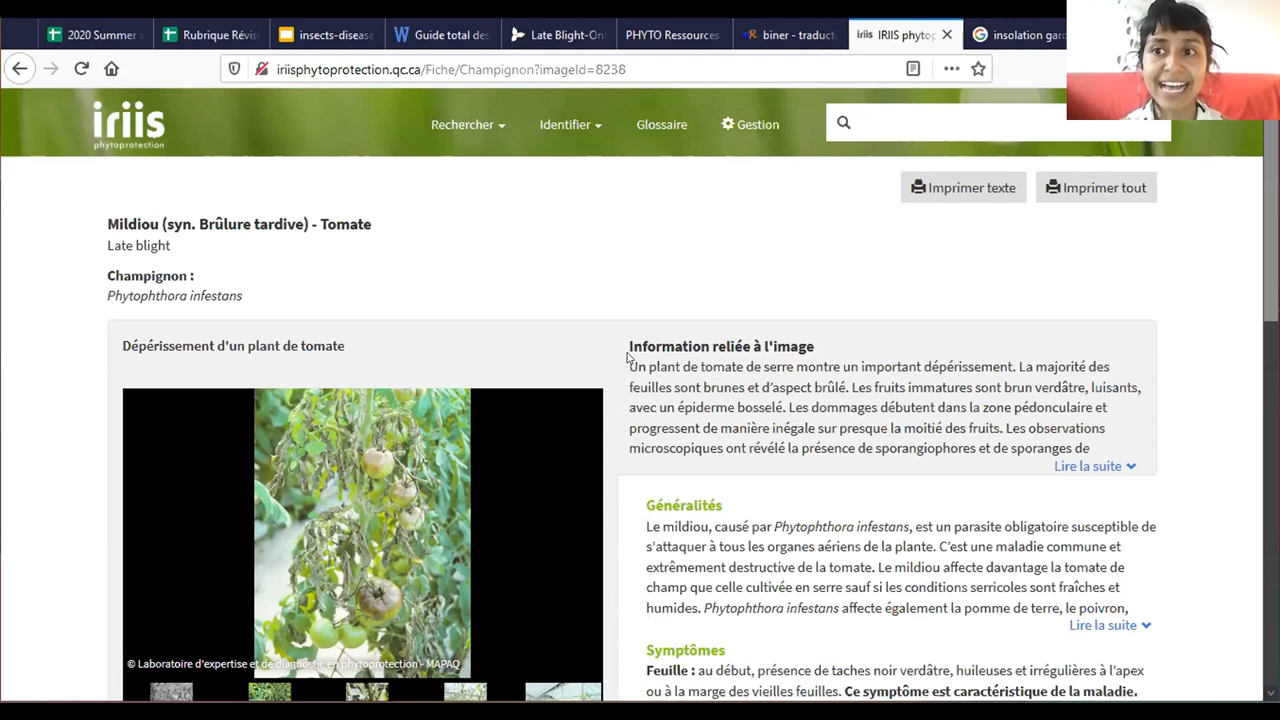 2020 Summer
Rubrique Révis
insects-disease
Guide total des
Late Blight-On
PHYTO Ressources
biner - traducti
iriis IRIIS phytop
insolation gard
iriisphytoprotection.qc.ca/Fiche/Champignon?imageId=8238
iriis
phytoprotection
Rechercher
Identifier
Glossaire
Gestion
Imprimer texte
Imprimer tout
Mildiou (syn. Brûlure tardive) - Tomate
Late blight
Champignon :
Phytophthora infestans
Dépérissement d'un plant de tomate
© Laboratoire d'expertise et de diagnostic en phytoprotection - MAPAQ
Information reliée à l'image
Un plant de tomate de serre montre un important dépérissement. La majorité des
feuilles sont brunes et d'aspect brûlé. Les fruits immatures sont brun verdâtre, luisants,
avec un épiderme bosselé. Les dommages débutent dans la zone pédonculaire et
progressent de manière inégale sur presque la moitié des fruits. Les observations
microscopiques ont révélé la présence de sporangiophores et de sporanges de
Lire la suite
Généralités
Le mildiou, causé par Phytophthora infestans, est un parasite obligatoire susceptible de
s'attaquer à tous les organes aériens de la plante. C'est une maladie commune et
extrêmement destructive de la tomate. Le mildiou affecte davantage la tomate de
champ que celle cultivée en serre sauf si les conditions serricoles sont fraîches et
humides. Phytophthora infestans affecte également la pomme de terre, le poivron,
Lire la suite
Symptômes
Feuille : au début, présence de taches noir verdâtre, huileuses et irrégulières à l'apex
ou à la marge des vieilles feuilles. Ce symptôme est caractéristique de la maladie.